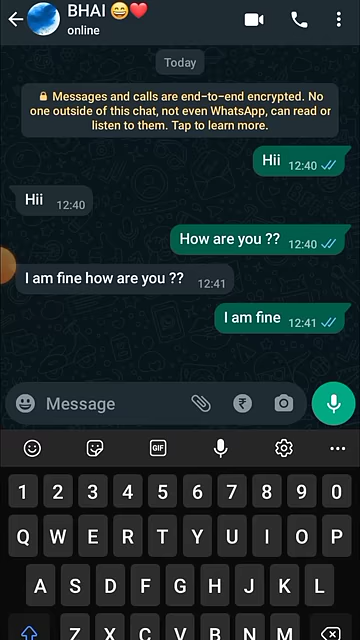 BHAI 😄❤️
online
Today
🔒 Messages and calls are end-to-end encrypted. No
one outside of this chat, not even WhatsApp, can read or
listen to them. Tap to learn more.
Hii 12:40
Hii 12:40
How are you ?? 12:40
I am fine how are you ?? 12:41
I am fine 12:41
Message
GIF
1 2 3 4 5 6 7 8 9 0
Q W E R T Y U I O P
A S D F G H J K L
Z X C V B N M